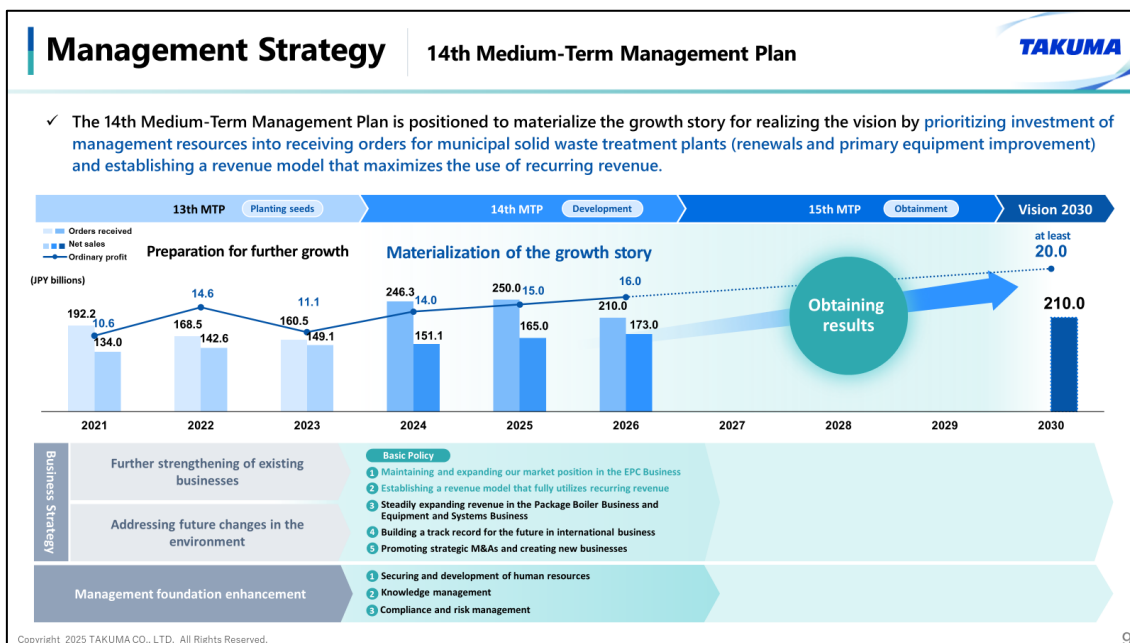 Management Strategy
14th Medium-Term Management Plan
TAKUMA
✓ The 14th Medium-Term Management Plan is positioned to materialize the growth story for realizing the vision by prioritizing investment of
management resources into receiving orders for municipal solid waste treatment plants (renewals and primary equipment improvement)
and establishing a revenue model that maximizes the use of recurring revenue.
13th MTP Planting seeds
14th MTP Development
15th MTP Obtainment
Vision 2030
Orders received
Net sales
Ordinary profit
(JPY billions)
Preparation for further growth
Materialization of the growth story
at least
20.0
192.2
10.6
134.0
14.6
168.5
142.6
11.1
160.5
149.1
246.3
14.0
151.1
250.0
15.0
165.0
16.0
210.0
173.0
Obtaining
results
210.0
2021 2022 2023 2024 2025 2026 2027 2028 2029 2030
Business Strategy
Further strengthening of existing
businesses
Addressing future changes in the
environment
Basic Policy
1 Maintaining and expanding our market position in the EPC Business
2 Establishing a revenue model that fully utilizes recurring revenue
3 Steadily expanding revenue in the Package Boiler Business and
Equipment and Systems Business
4 Building a track record for the future in international business
5 Promoting strategic M&As and creating new businesses
Management foundation enhancement
1 Securing and development of human resources
2 Knowledge management
3 Compliance and risk management
Copyright 2025 TAKUMA CO., LTD. All Rights Reserved.
9